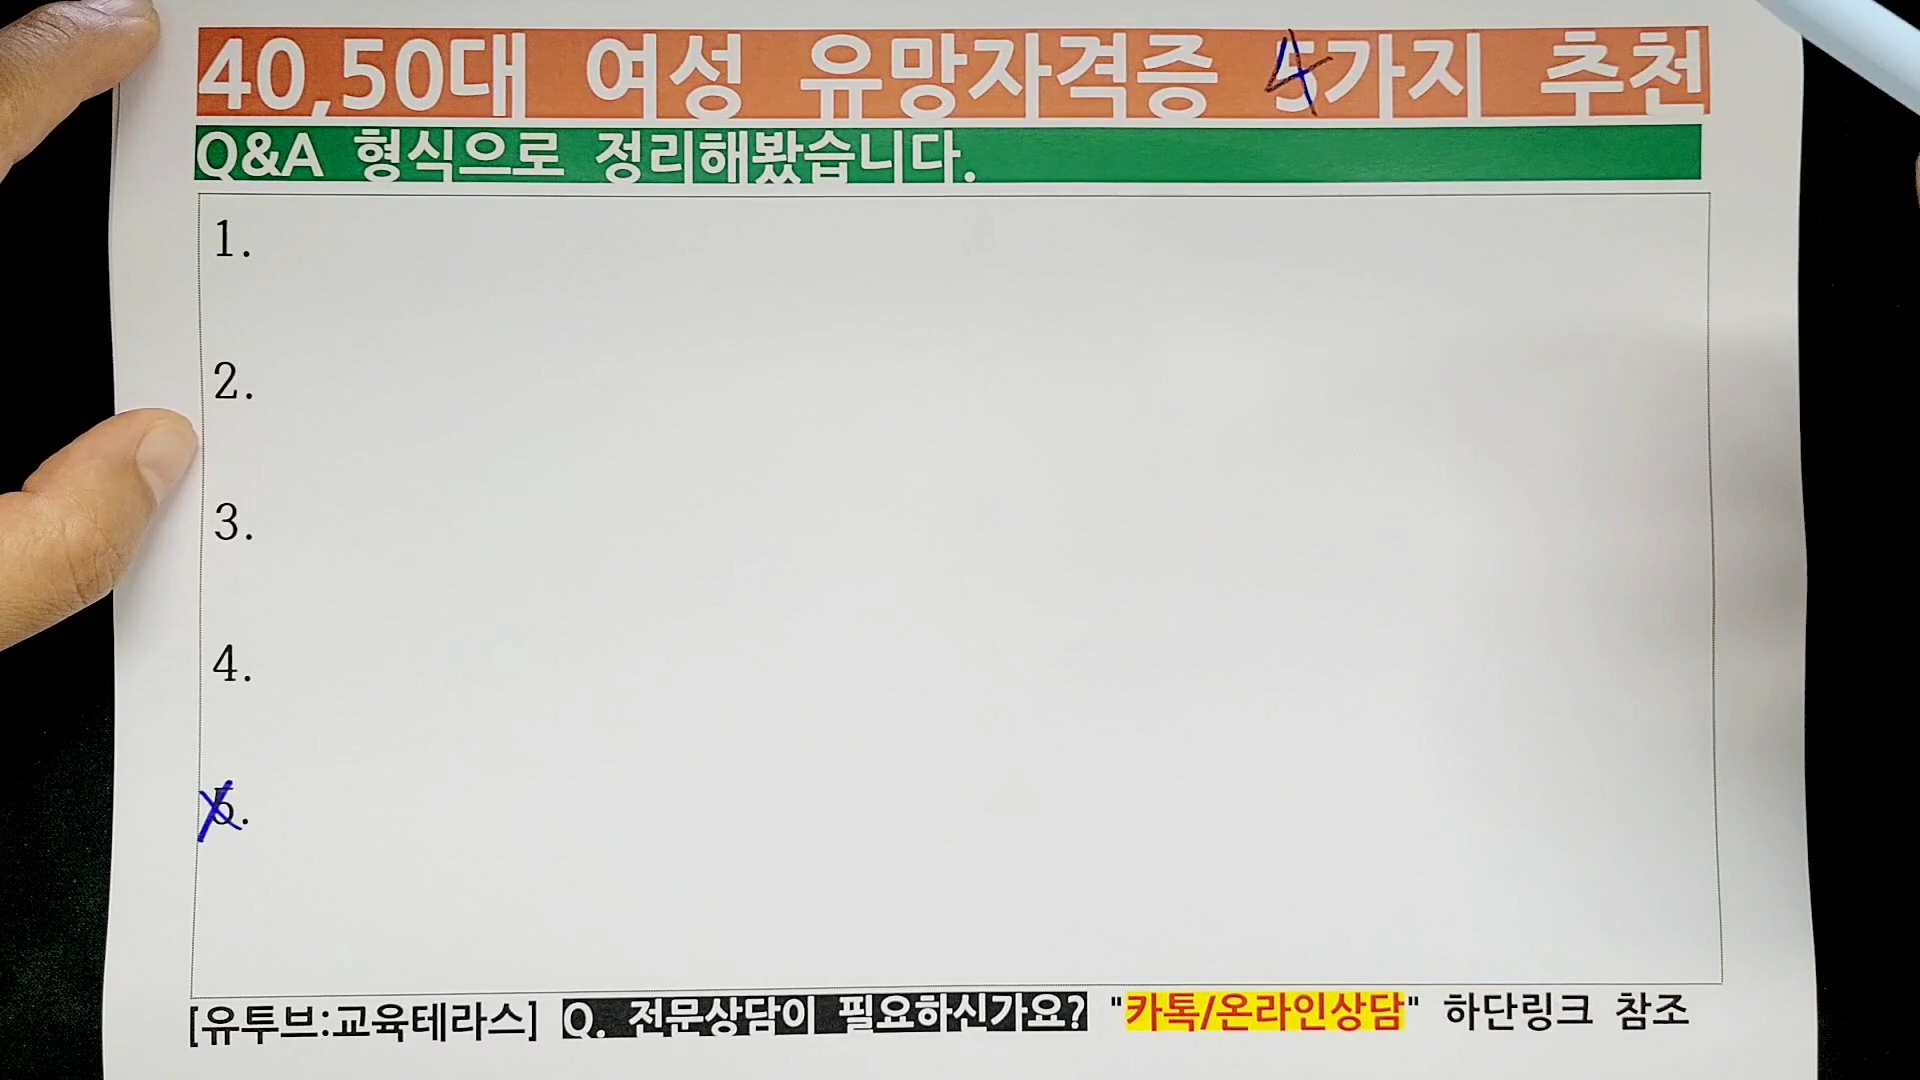 40,50대 여성 유망자격증 4가지 추천
Q&A 형식으로 정리해봤습니다.
1.
2.
3.
4.
5.
[유투브:교육테라스] Q. 전문상담이 필요하신가요? "카톡/온라인상담" 하단링크 참조